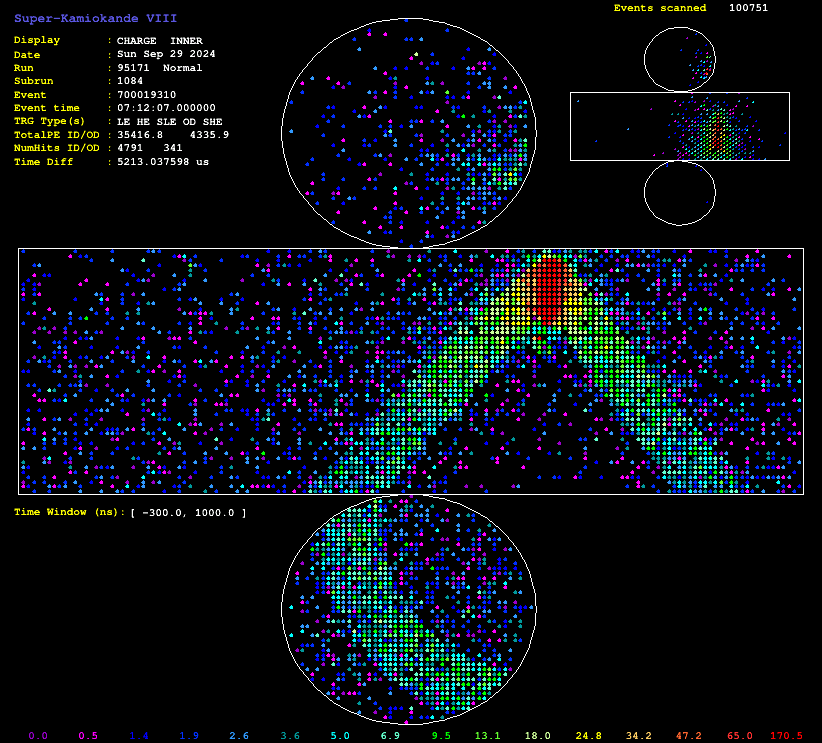 Super-Kamiokande VIII
Events scanned 100751
Display : CHARGE INNER
Date : Sun Sep 29 2024
Run : 95171 Normal
Subrun : 1084
Event : 700019310
Event time : 07:12:07.000000
TRG Type(s) : LE HE SLE OD SHE
TotalPE ID/OD : 35416.8 4335.9
NumHits ID/OD : 4791 341
Time Diff : 5213.037598 us
Time Window (ns): [ -300.0, 1000.0 ]
0.0 0.5 1.4 1.9 2.6 3.6 5.0 6.9 9.5 13.1 18.0 24.8 34.2 47.2 65.0 170.5